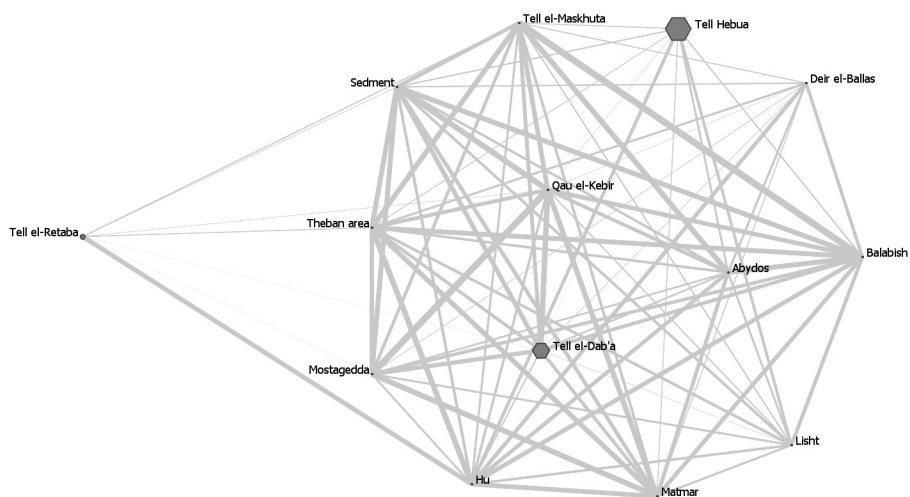 Tell el-Maskhuta
Tell Hebua
Sedment
Deir el-Ballas
Qau el-Kebir
Theban area
Tell el-Retaba
Balabish
Abydos
Tell el-Dab'a
Mostagedda
Lisht
Hu
Matmar